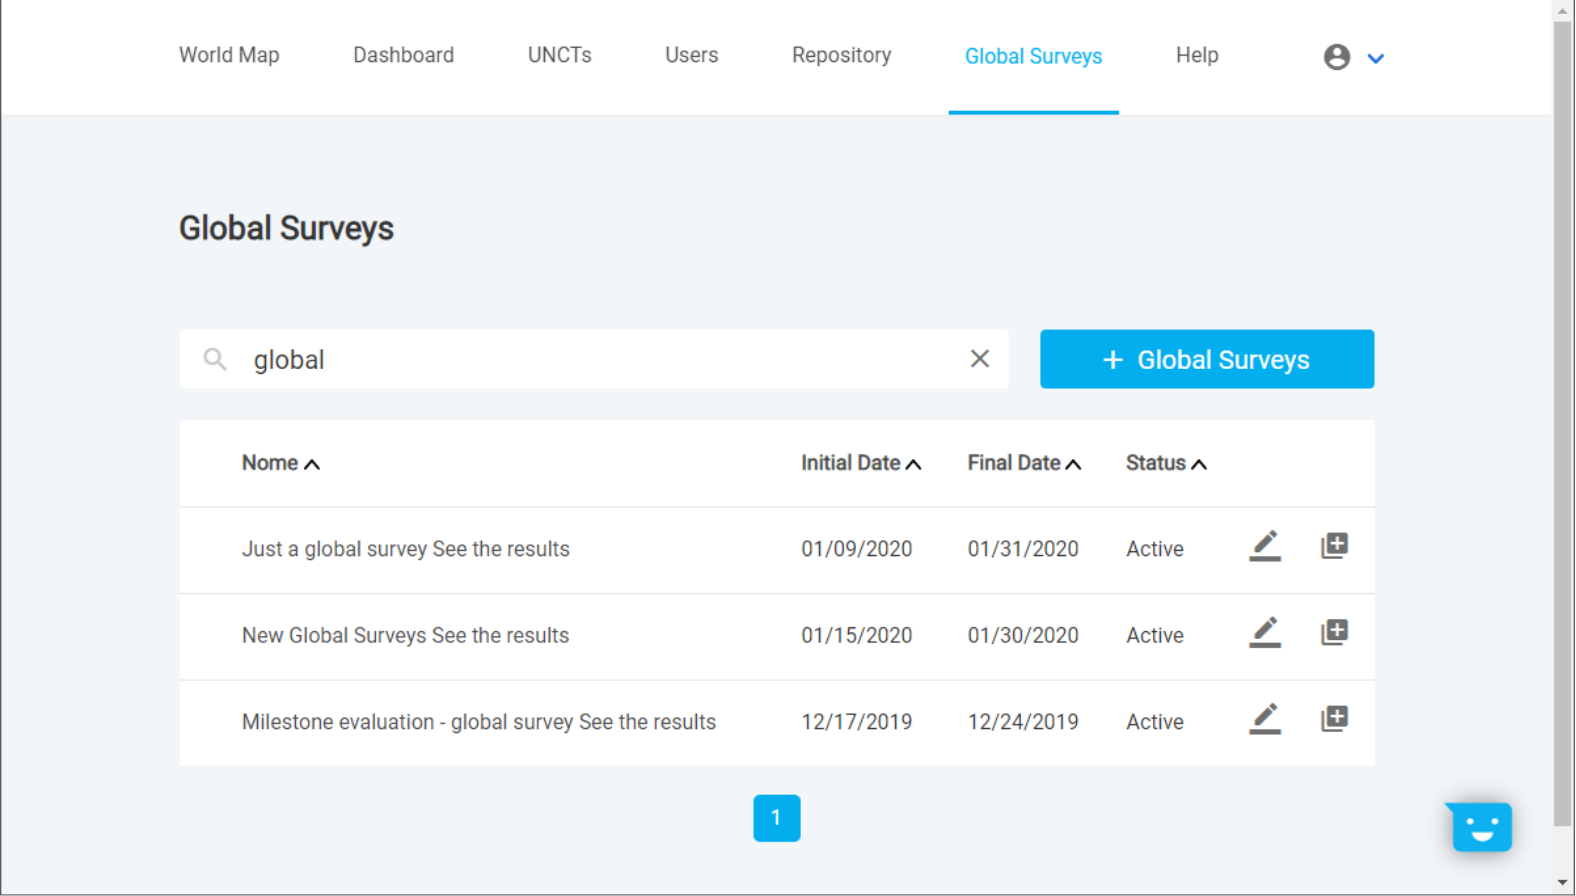 World Map Dashboard UNCTs Users Repository Global Surveys Help
Global Surveys
global
+ Global Surveys
Nome Initial Date Final Date Status
Just a global survey See the results 01/09/2020 01/31/2020 Active
New Global Surveys See the results 01/15/2020 01/30/2020 Active
Milestone evaluation - global survey See the results 12/17/2019 12/24/2019 Active
1